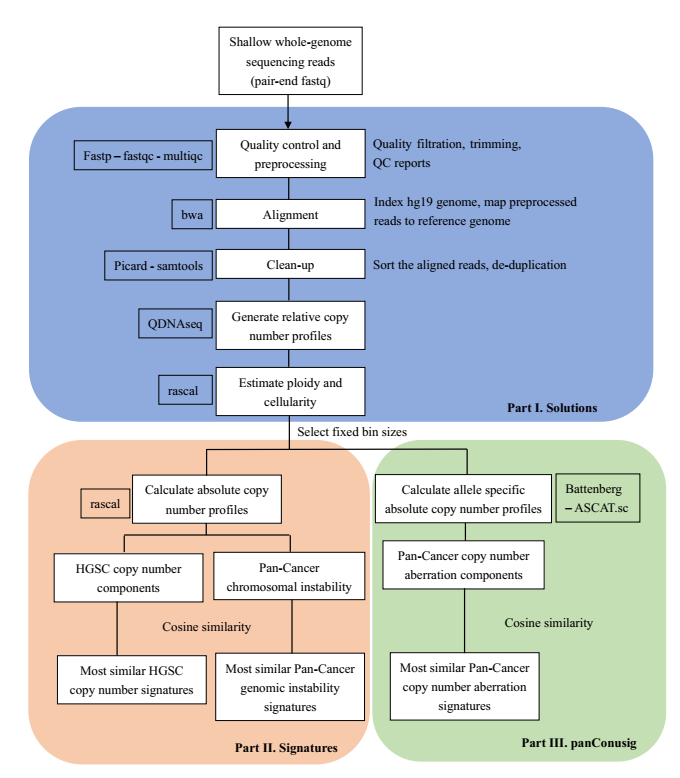 Shallow whole-genome
sequencing reads
(pair-end fastq)
Fastp – fastqc - multiqc
Quality control and
preprocessing
Quality filtration, trimming,
QC reports
bwa
Alignment
Index hg19 genome, map preprocessed
reads to reference genome
Picard - samtools
Clean-up
Sort the aligned reads, de-duplication
QDNAseq
Generate relative copy
number profiles
rascal
Estimate ploidy and
cellularity
Part I. Solutions
Select fixed bin sizes
rascal
Calculate absolute copy
number profiles
HGSC copy number
components
Pan-Cancer
chromosomal instability
Cosine similarity
Most similar HGSC
copy number signatures
Most similar Pan-Cancer
genomic instability
signatures
Part II. Signatures
Calculate allele specific
absolute copy number profiles
Battenberg
– ASCAT.sc
Pan-Cancer copy number
aberration components
Cosine similarity
Most similar Pan-Cancer
copy number aberration
signatures
Part III. panConusig